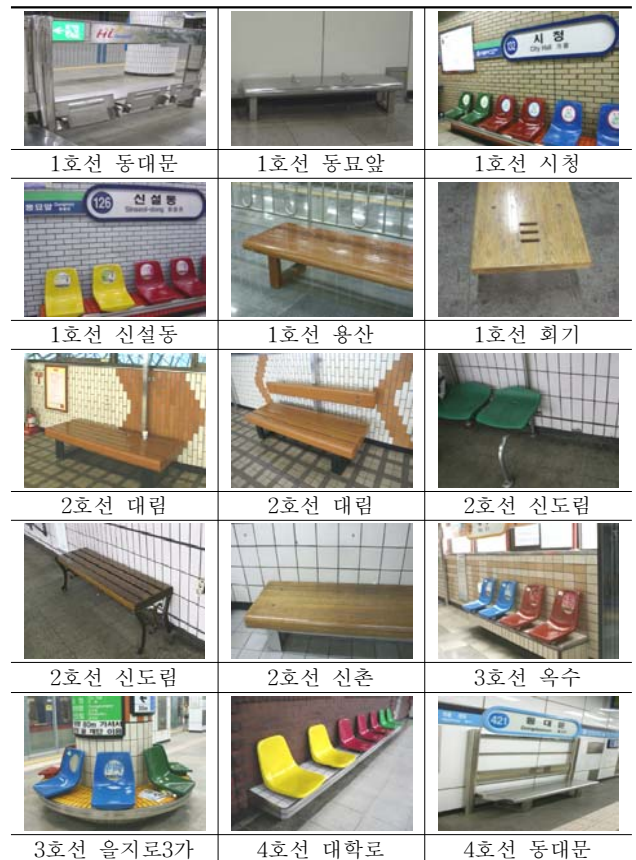 Hi
1호선 동대문
1호선 동묘앞
132 시청
City Hall
1호선 시청
126 신설동
Sinseol-dong
1호선 신설동
1호선 용산
1호선 회기
2호선 대림
2호선 대림
2호선 신도림
2호선 신도림
2호선 신촌
3호선 옥수
3호선 을지로3가
4호선 대학로
421 동대문
4호선 동대문